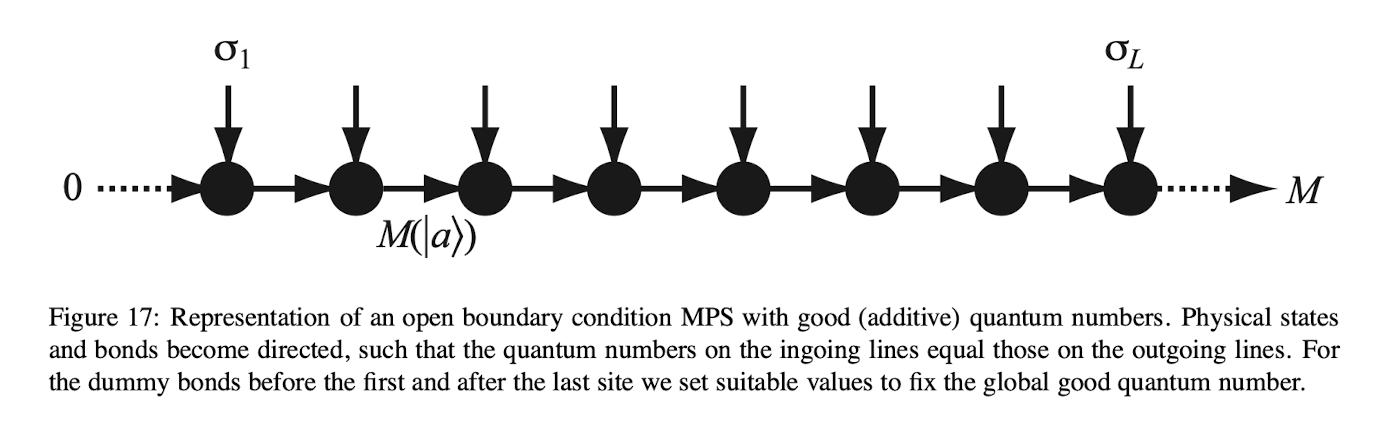 σ1 σL
0 M
M(|a⟩)
Figure 17: Representation of an open boundary condition MPS with good (additive) quantum numbers. Physical states
and bonds become directed, such that the quantum numbers on the ingoing lines equal those on the outgoing lines. For
the dummy bonds before the first and after the last site we set suitable values to fix the global good quantum number.